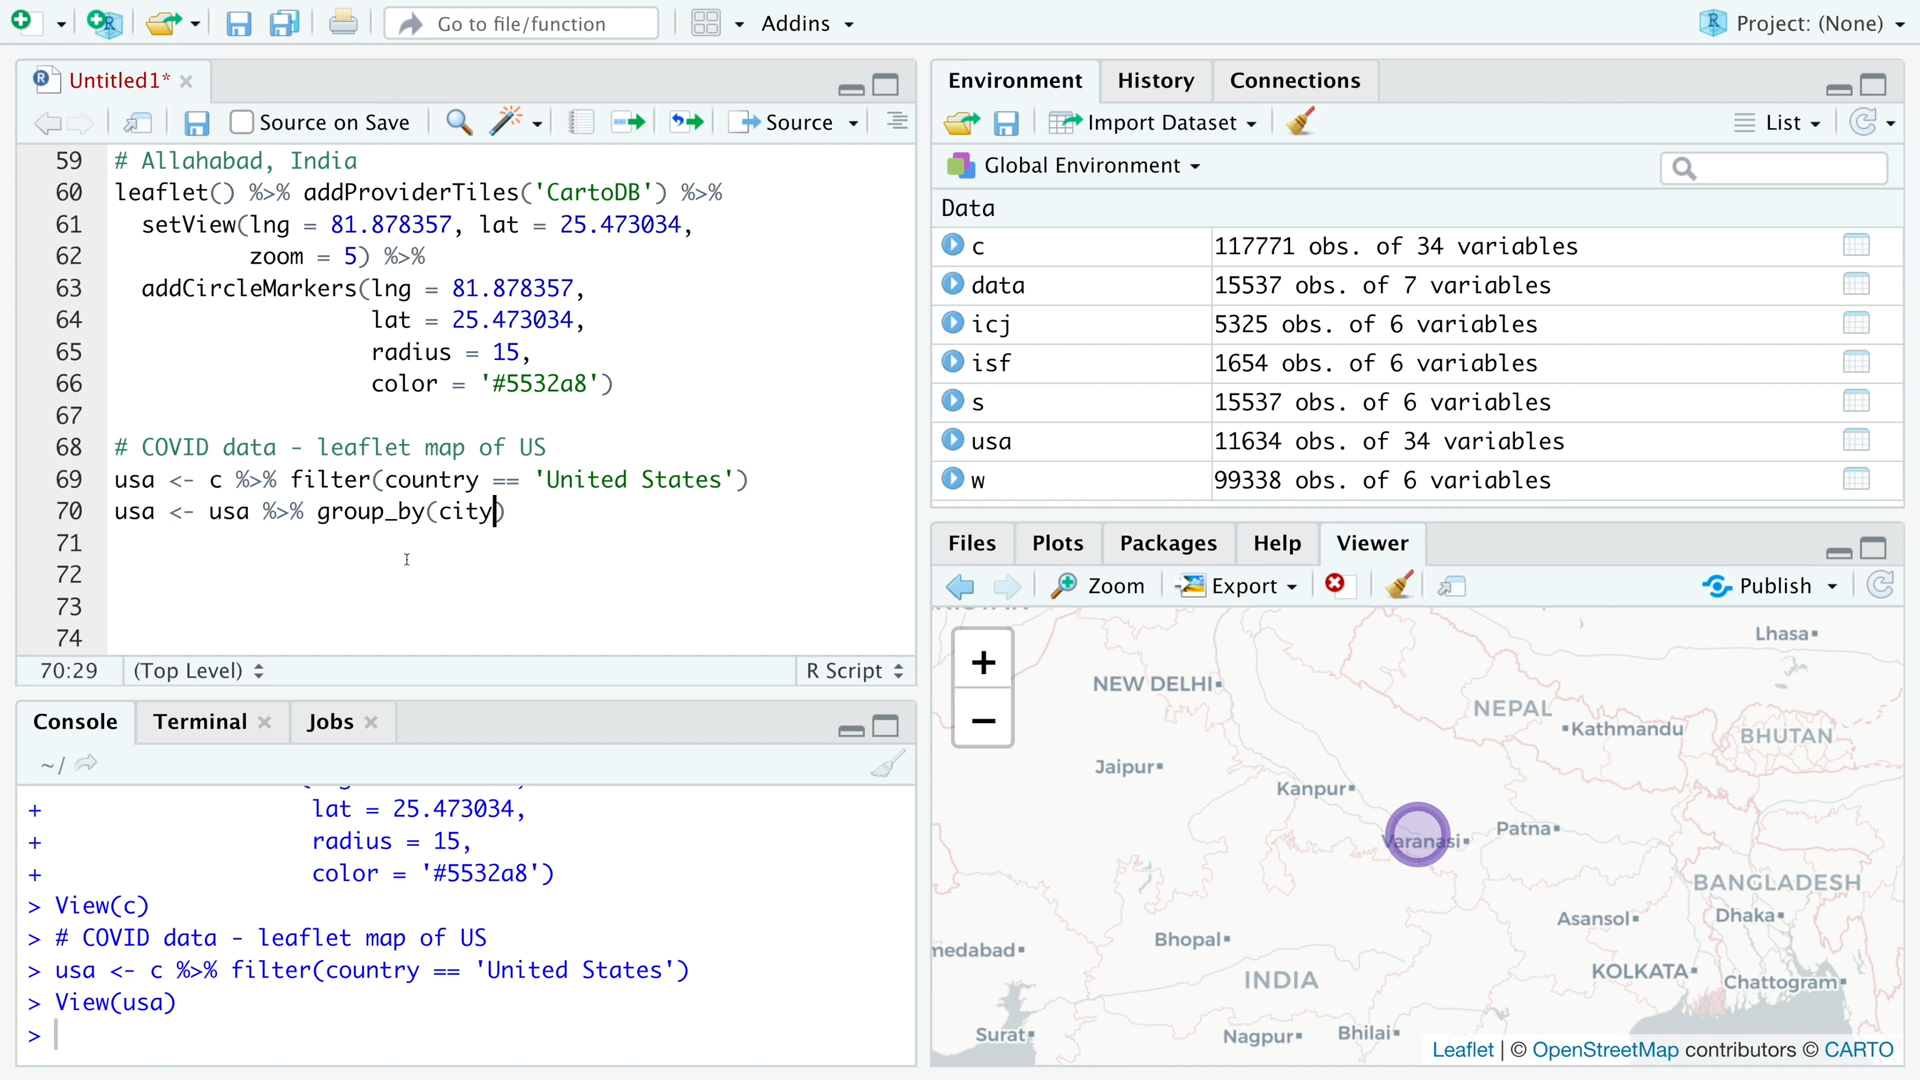 Go to file/function
Addins
Project: (None)
Untitled1*
Source on Save
Source
59 # Allahabad, India
60 leaflet() %>% addProviderTiles('CartoDB') %>%
61 setView(lng = 81.878357, lat = 25.473034,
62 zoom = 5) %>%
63 addCircleMarkers(lng = 81.878357,
64 lat = 25.473034,
65 radius = 15,
66 color = '#5532a8')
67
68 # COVID data - leaflet map of US
69 usa <- c %>% filter(country == 'United States')
70 usa <- usa %>% group_by(city)
71
72
73
74
70:29 (Top Level) R Script
Console Terminal Jobs
~/
+ lat = 25.473034,
+ radius = 15,
+ color = '#5532a8')
> View(c)
> # COVID data - leaflet map of US
> usa <- c %>% filter(country == 'United States')
> View(usa)
>
Environment History Connections
Import Dataset List
Global Environment
Data
c 117771 obs. of 34 variables
data 15537 obs. of 7 variables
icj 5325 obs. of 6 variables
isf 1654 obs. of 6 variables
s 15537 obs. of 6 variables
usa 11634 obs. of 34 variables
w 99338 obs. of 6 variables
Files Plots Packages Help Viewer
Zoom Export Publish
+
−
Lhasa
NEW DELHI
NEPAL
Kathmandu
BHUTAN
Jaipur
Kanpur
Varanasi
Patna
BANGLADESH
Asansol
Dhaka
medabad
Bhopal
INDIA
KOLKATA
Chattogram
Surat
Nagpur
Bhilai
Leaflet | © OpenStreetMap contributors © CARTO